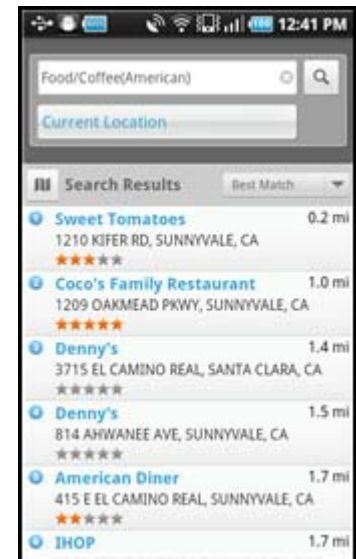 12:41 PM
Food/Coffee(American)
Current Location
Search Results Best Match
Sweet Tomatoes 0.2 mi
1210 KIFER RD, SUNNYVALE, CA
Coco's Family Restaurant 1.0 mi
1209 OAKMEAD PKWY, SUNNYVALE, CA
Denny's 1.4 mi
3715 EL CAMINO REAL, SANTA CLARA, CA
Denny's 1.5 mi
814 AHWANEE AVE, SUNNYVALE, CA
American Diner 1.7 mi
415 E EL CAMINO REAL, SUNNYVALE, CA
IHOP 1.7 mi